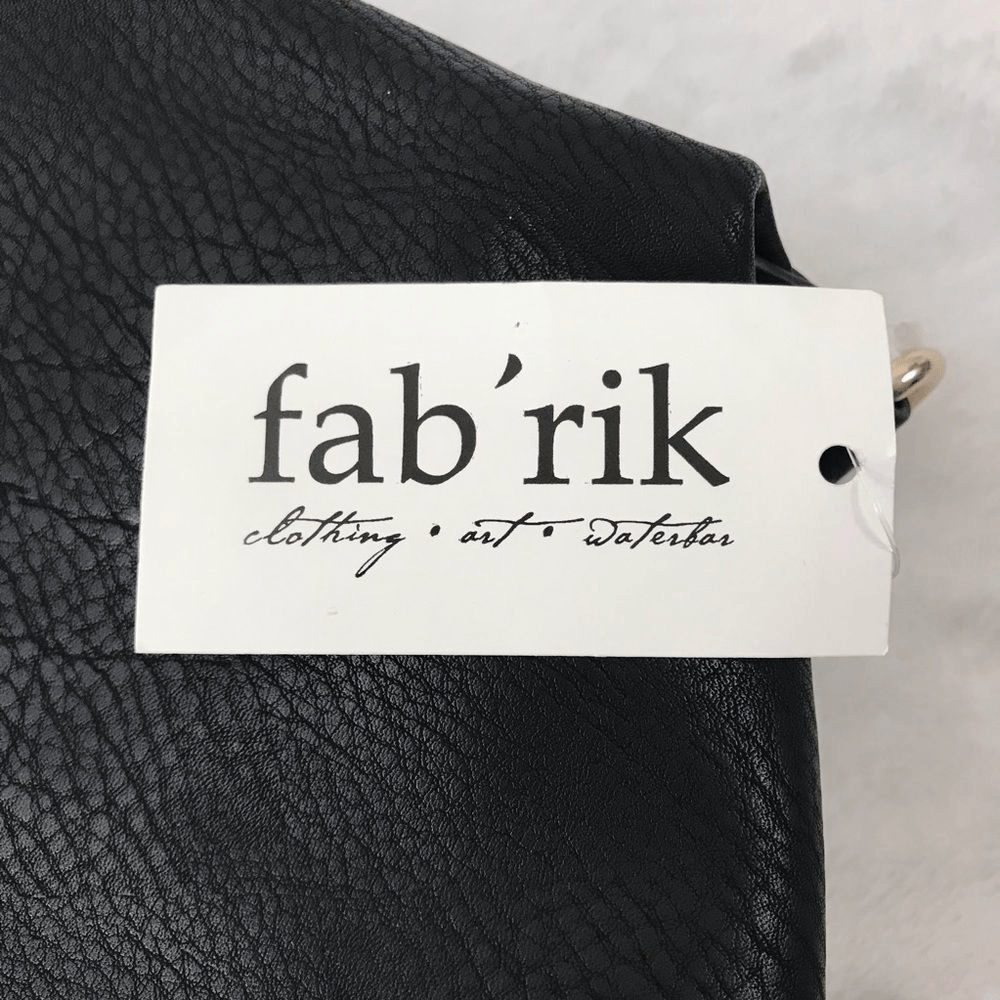 fab'rik
clothing • art • waterbar